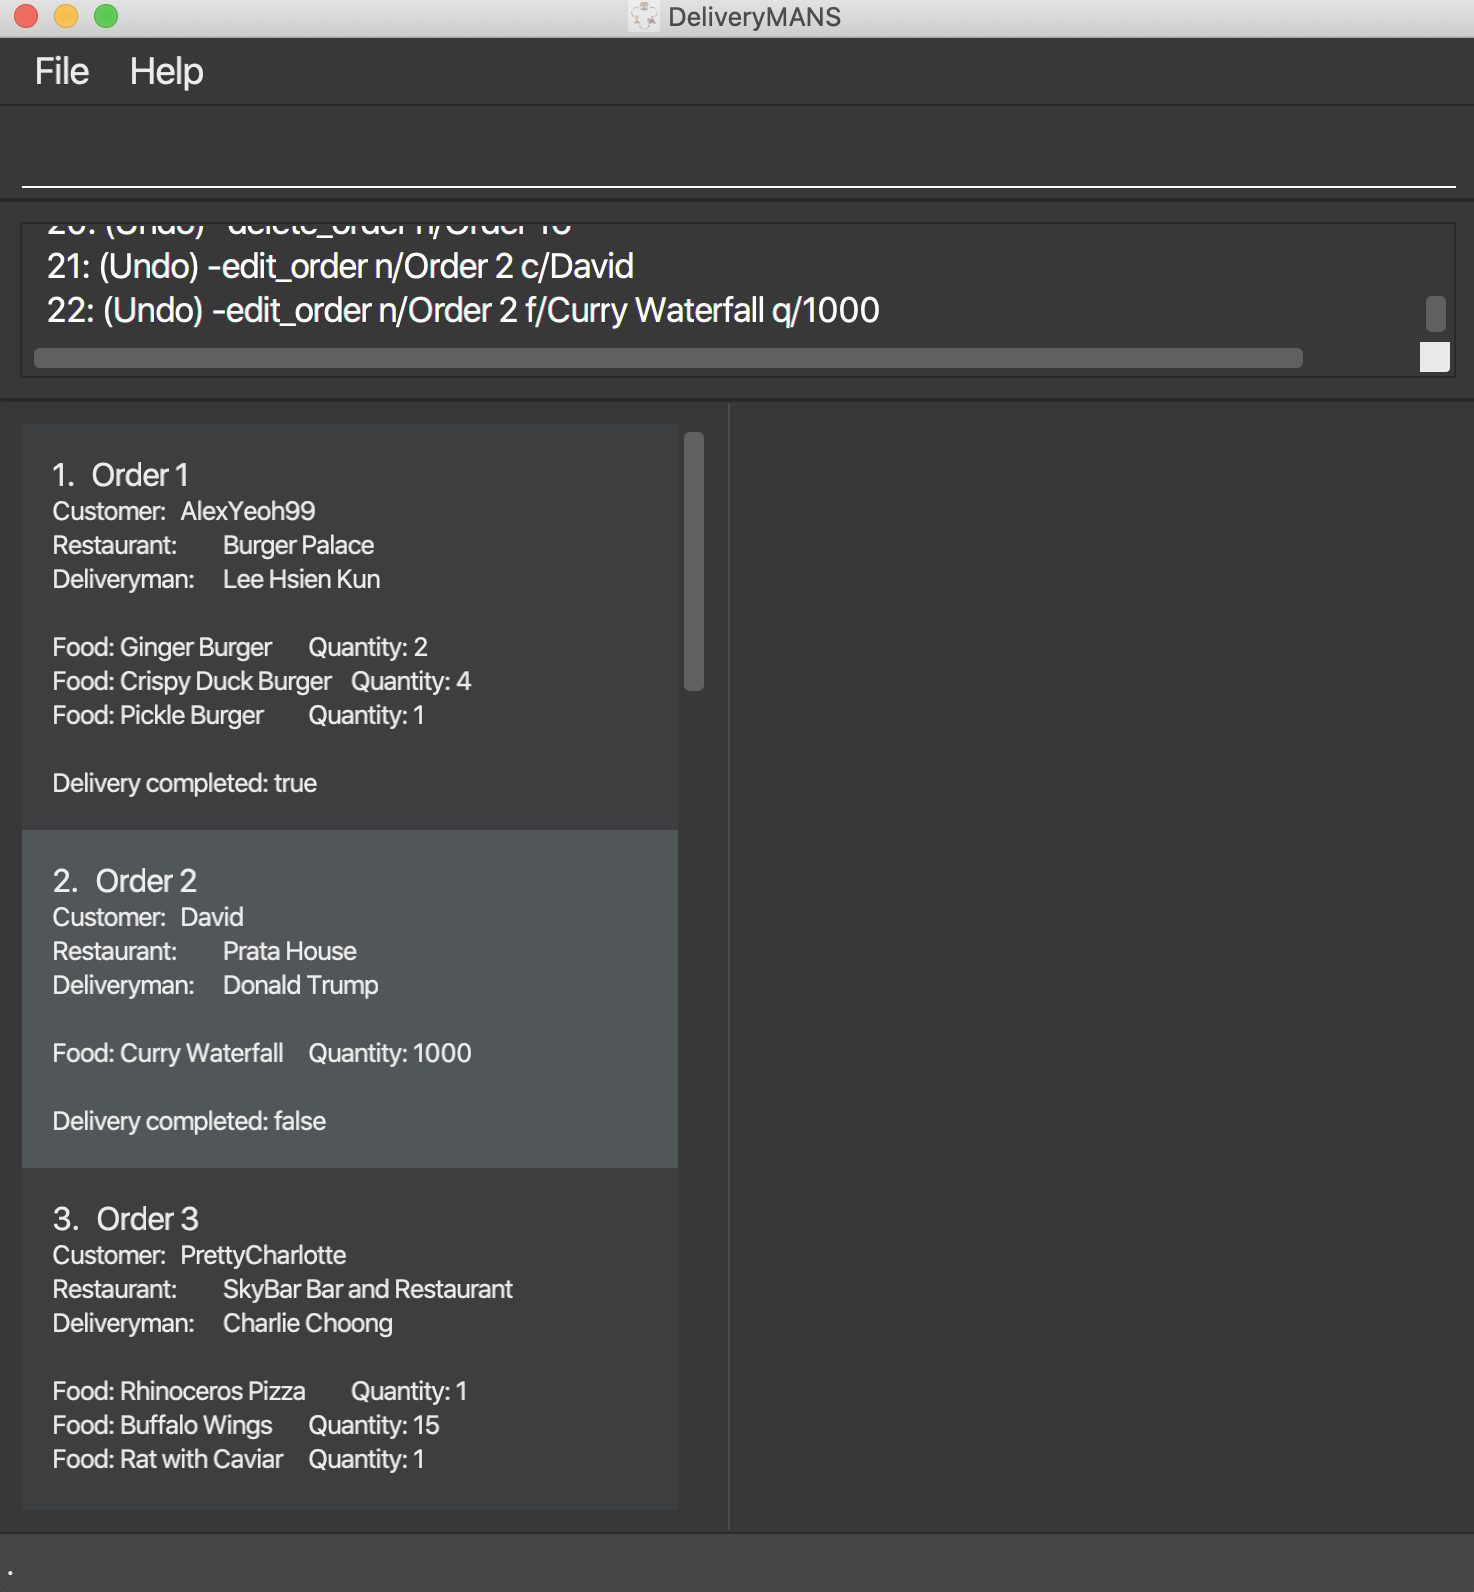 DeliveryMANS
File Help
20: (Undo) -delete_order n/Order 10
21: (Undo) -edit_order n/Order 2 c/David
22: (Undo) -edit_order n/Order 2 f/Curry Waterfall q/1000
1. Order 1
Customer: AlexYeoh99
Restaurant: Burger Palace
Deliveryman: Lee Hsien Kun
Food: Ginger Burger Quantity: 2
Food: Crispy Duck Burger Quantity: 4
Food: Pickle Burger Quantity: 1
Delivery completed: true
2. Order 2
Customer: David
Restaurant: Prata House
Deliveryman: Donald Trump
Food: Curry Waterfall Quantity: 1000
Delivery completed: false
3. Order 3
Customer: PrettyCharlotte
Restaurant: SkyBar Bar and Restaurant
Deliveryman: Charlie Choong
Food: Rhinoceros Pizza Quantity: 1
Food: Buffalo Wings Quantity: 15
Food: Rat with Caviar Quantity: 1
.